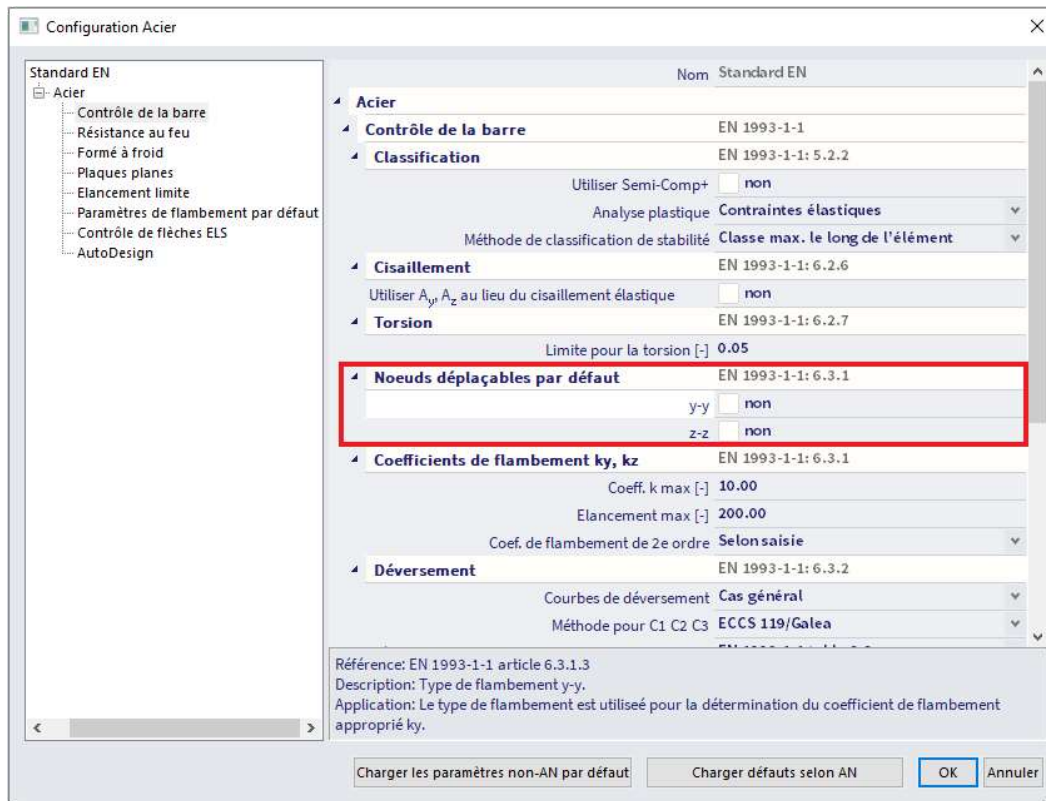 Configuration Acier
Standard EN
Acier
Contrôle de la barre
Résistance au feu
Formé à froid
Plaques planes
Elancement limite
Paramètres de flambement par défaut
Contrôle de flèches ELS
AutoDesign
Nom Standard EN
Acier
Contrôle de la barre EN 1993-1-1
Classification EN 1993-1-1: 5.2.2
Utiliser Semi-Comp+ non
Analyse plastique Contraintes élastiques
Méthode de classification de stabilité Classe max. le long de l'élément
Cisaillement EN 1993-1-1: 6.2.6
Utiliser Ay, Az au lieu du cisaillement élastique non
Torsion EN 1993-1-1: 6.2.7
Limite pour la torsion [-] 0.05
Noeuds déplaçables par défaut EN 1993-1-1: 6.3.1
y-y non
z-z non
Coefficients de flambement ky, kz EN 1993-1-1: 6.3.1
Coeff. k max [-] 10.00
Elancement max [-] 200.00
Coef. de flambement de 2e ordre Selon saisie
Déversement EN 1993-1-1: 6.3.2
Courbes de déversement Cas général
Méthode pour C1 C2 C3 ECCS 119/Galea
Référence: EN 1993-1-1 article 6.3.1.3
Description: Type de flambement y-y.
Application: Le type de flambement est utiliseé pour la détermination du coefficient de flambement
approprié ky.
Charger les paramètres non-AN par défaut
Charger défauts selon AN
OK
Annuler